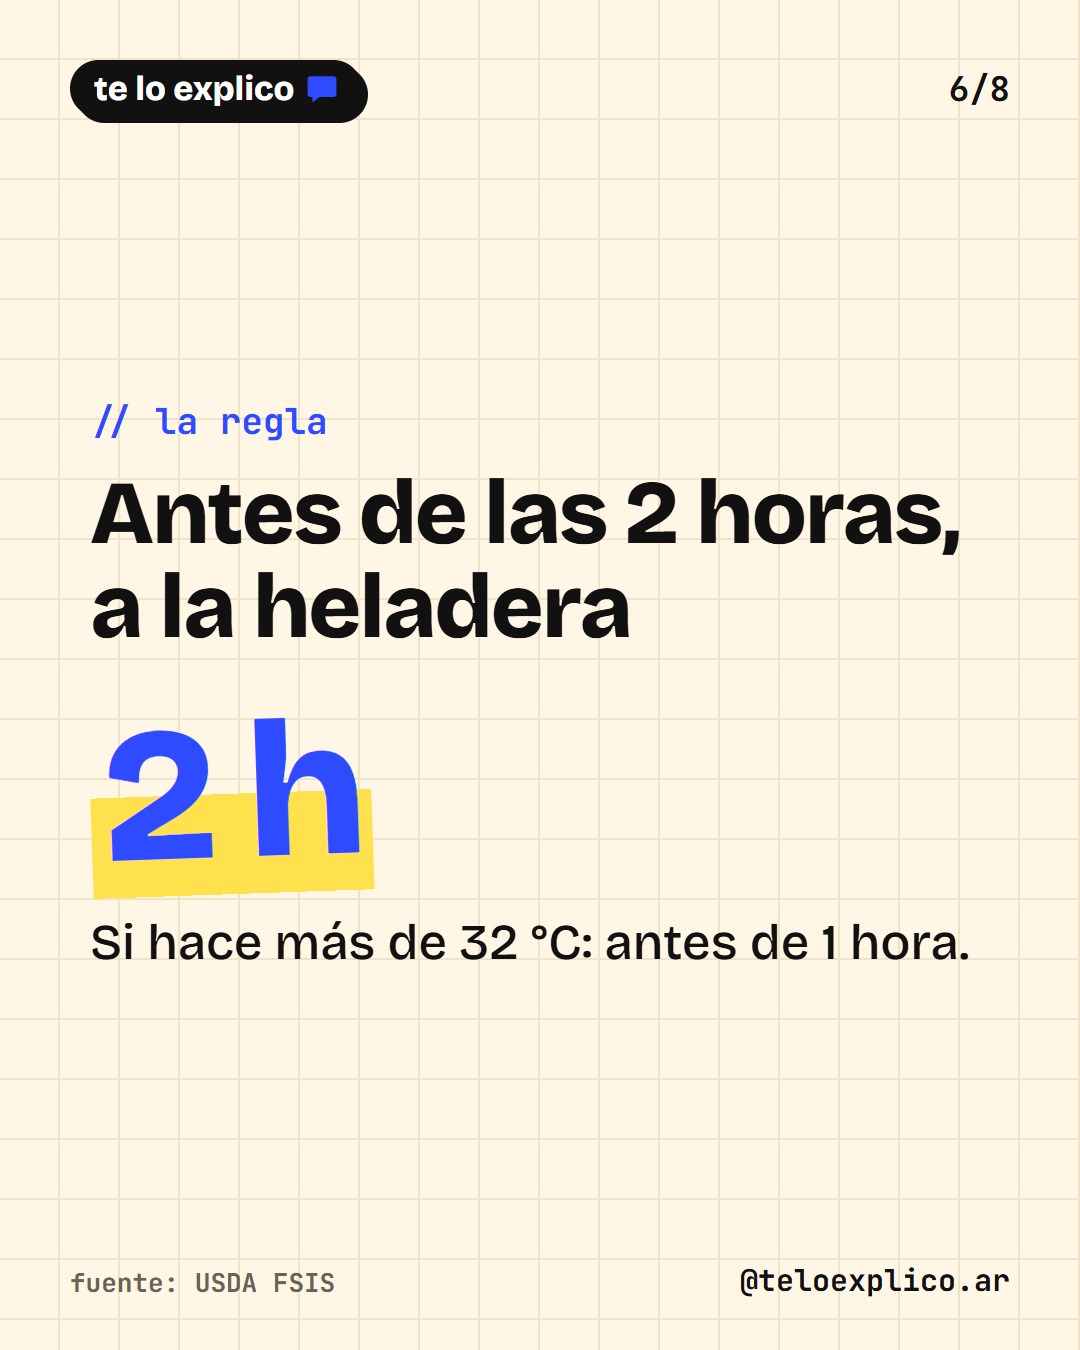 te lo explico
6/8
// la regla
Antes de las 2 horas,
a la heladera
2 h
Si hace más de 32 °C: antes de 1 hora.
fuente: USDA FSIS
@teloexplico.ar